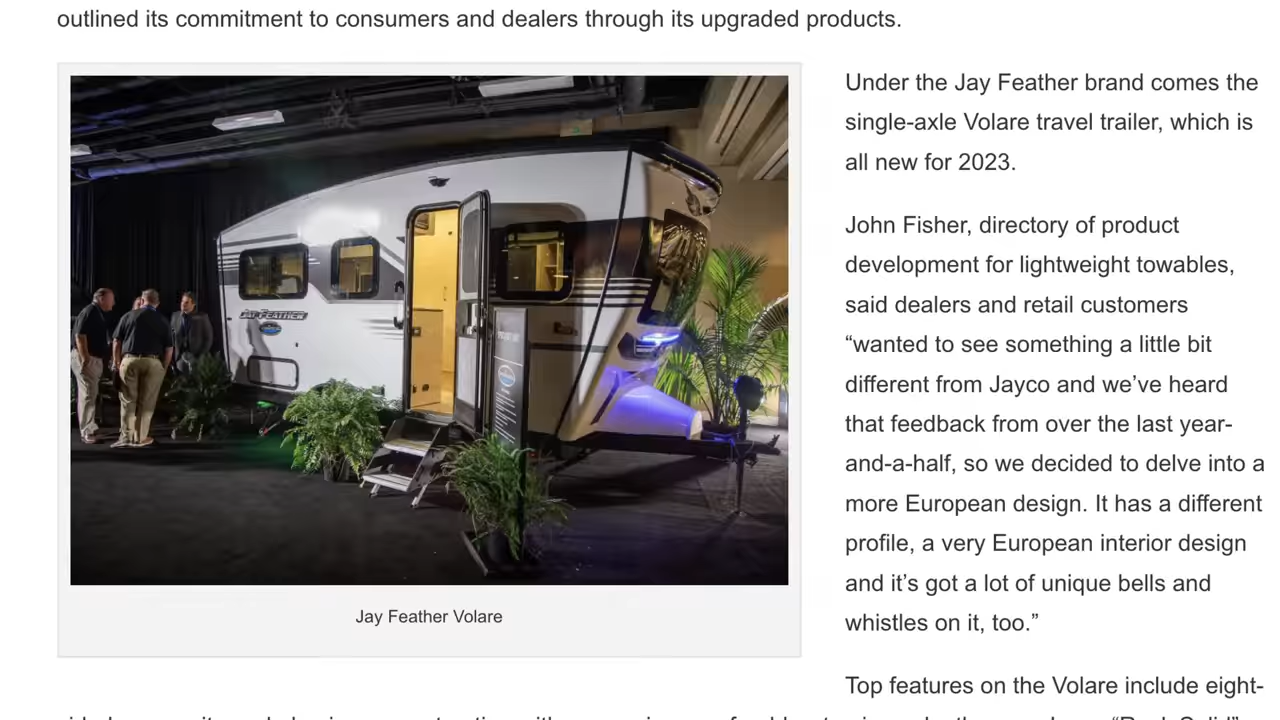 outlined its commitment to consumers and dealers through its upgraded products.
JAY FEATHER
Jay Feather Volare
Under the Jay Feather brand comes the
single-axle Volare travel trailer, which is
all new for 2023.
John Fisher, directory of product
development for lightweight towables,
said dealers and retail customers
“wanted to see something a little bit
different from Jayco and we’ve heard
that feedback from over the last year-
and-a-half, so we decided to delve into a
more European design. It has a different
profile, a very European interior design
and it’s got a lot of unique bells and
whistles on it, too.”
Top features on the Volare include eight-